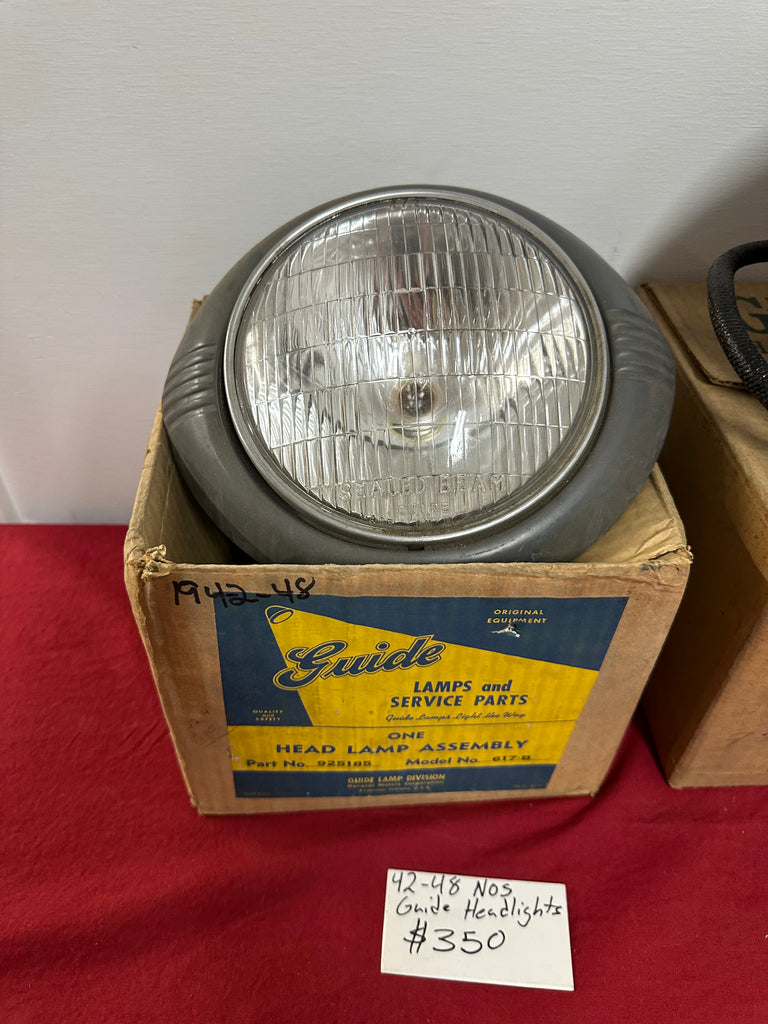 SEALED BEAM
1942-48
ORIGINAL
EQUIPMENT
Guide
LAMPS and
SERVICE PARTS
Guide Lamps Light the Way
QUALITY
and
SAFETY
ONE
HEAD LAMP ASSEMBLY
Part No. 925185 Model No. 617-B
GUIDE LAMP DIVISION
General Motors Corporation
42-48 NOS
Guide Headlights
$350